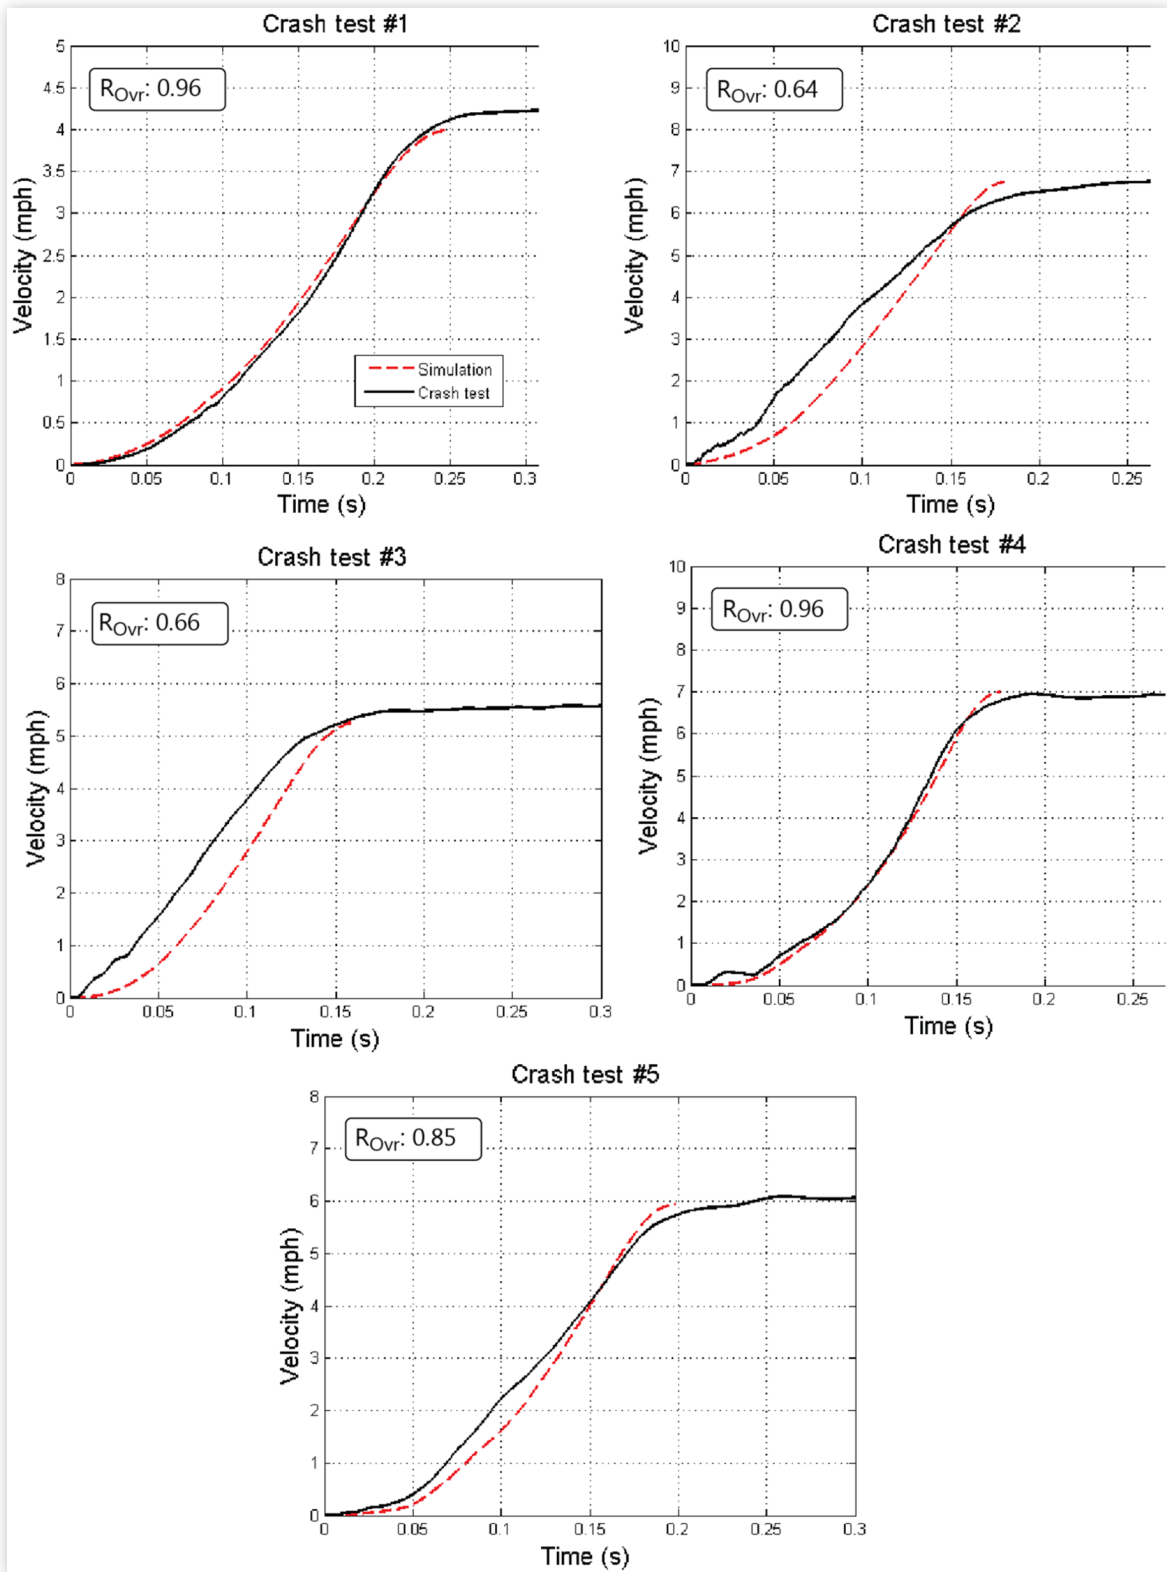 Crash test #1
5
4.5
4
3.5
3
2.5
2
1.5
1
0.5
0
Velocity (mph)
R_Ovr: 0.96
Simulation
Crash test
0 0.05 0.1 0.15 0.2 0.25 0.3
Time (s)
Crash test #2
10
9
8
7
6
5
4
3
2
1
0
Velocity (mph)
R_Ovr: 0.64
0 0.05 0.1 0.15 0.2 0.25
Time (s)
Crash test #3
8
7
6
5
4
3
2
1
0
Velocity (mph)
R_Ovr: 0.66
0 0.05 0.1 0.15 0.2 0.25 0.3
Time (s)
Crash test #4
10
9
8
7
6
5
4
3
2
1
0
Velocity (mph)
R_Ovr: 0.96
0 0.05 0.1 0.15 0.2 0.25
Time (s)
Crash test #5
8
7
6
5
4
3
2
1
0
Velocity (mph)
R_Ovr: 0.85
0 0.05 0.1 0.15 0.2 0.25 0.3
Time (s)